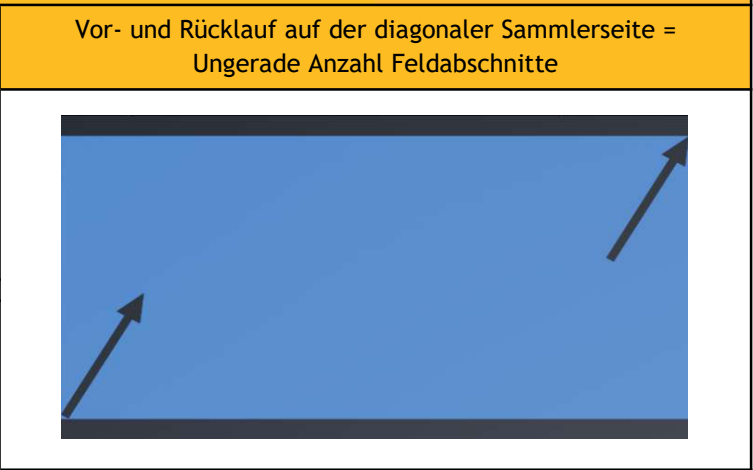 Vor- und Rücklauf auf der diagonaler Sammlerseite =
Ungerade Anzahl Feldabschnitte